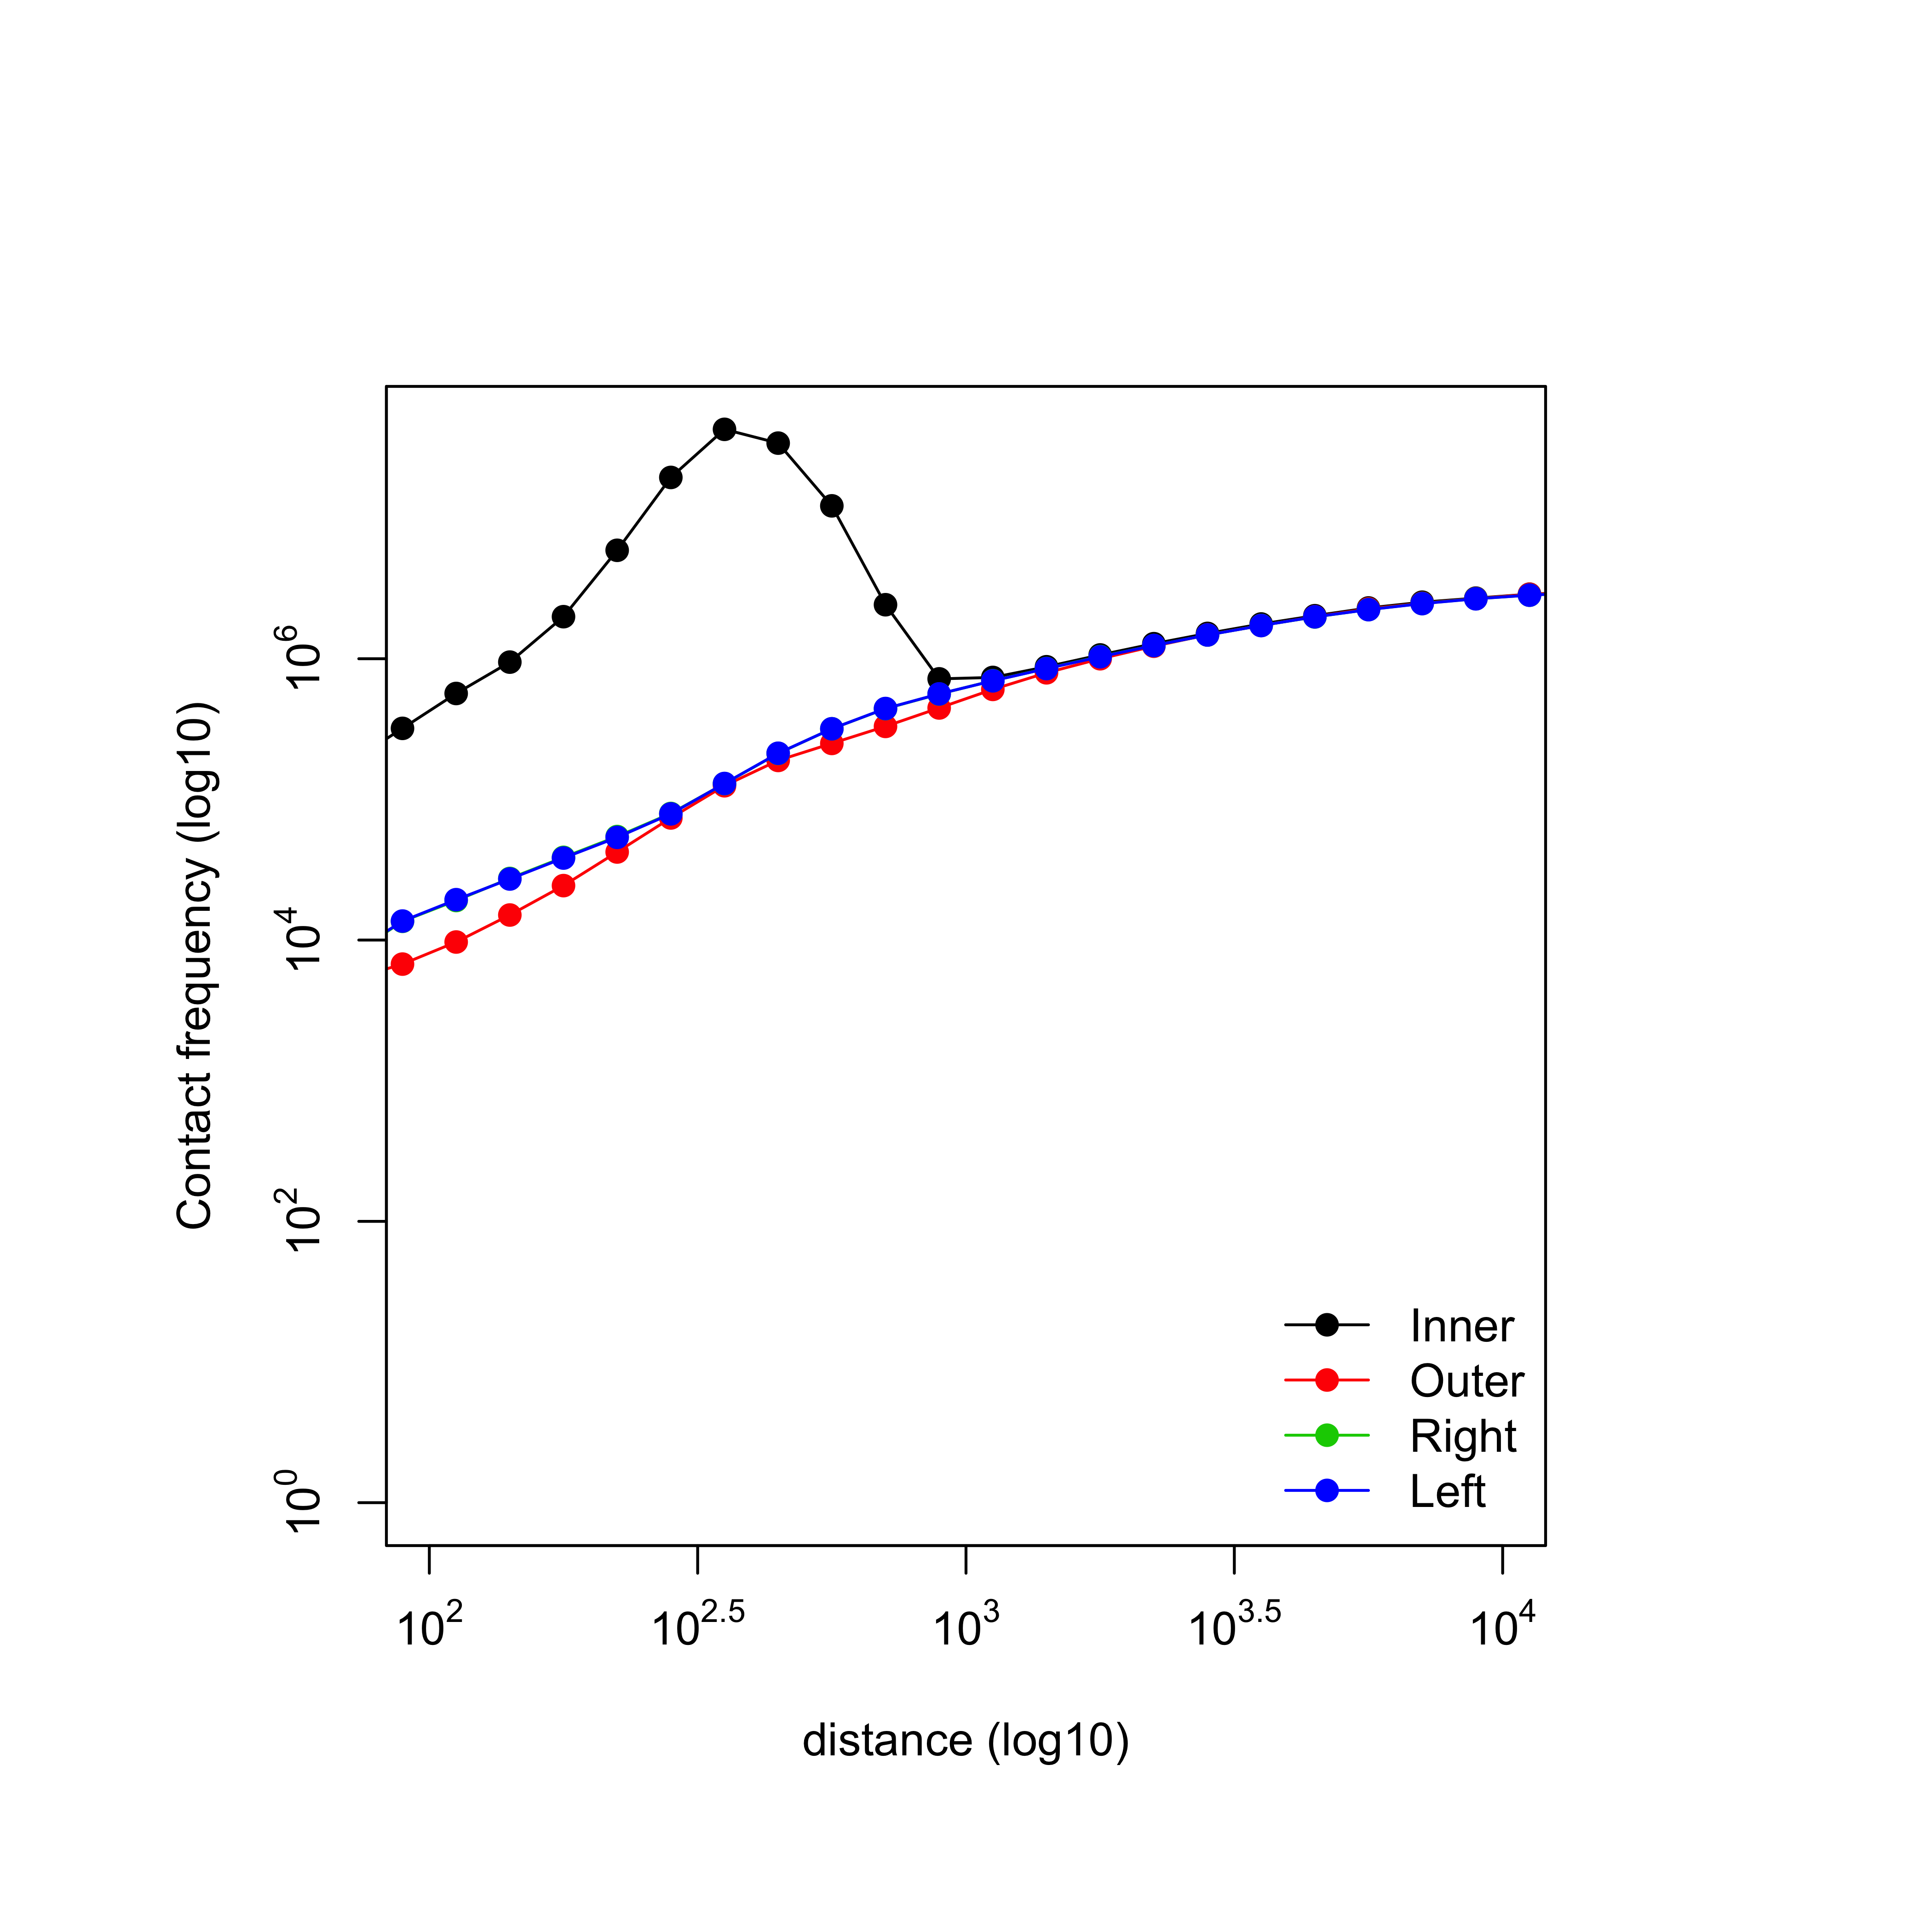 Contact frequency (log10)
10^6
10^4
10^2
10^0
Inner
Outer
Right
Left
10^2 10^2.5 10^3 10^3.5 10^4
distance (log10)